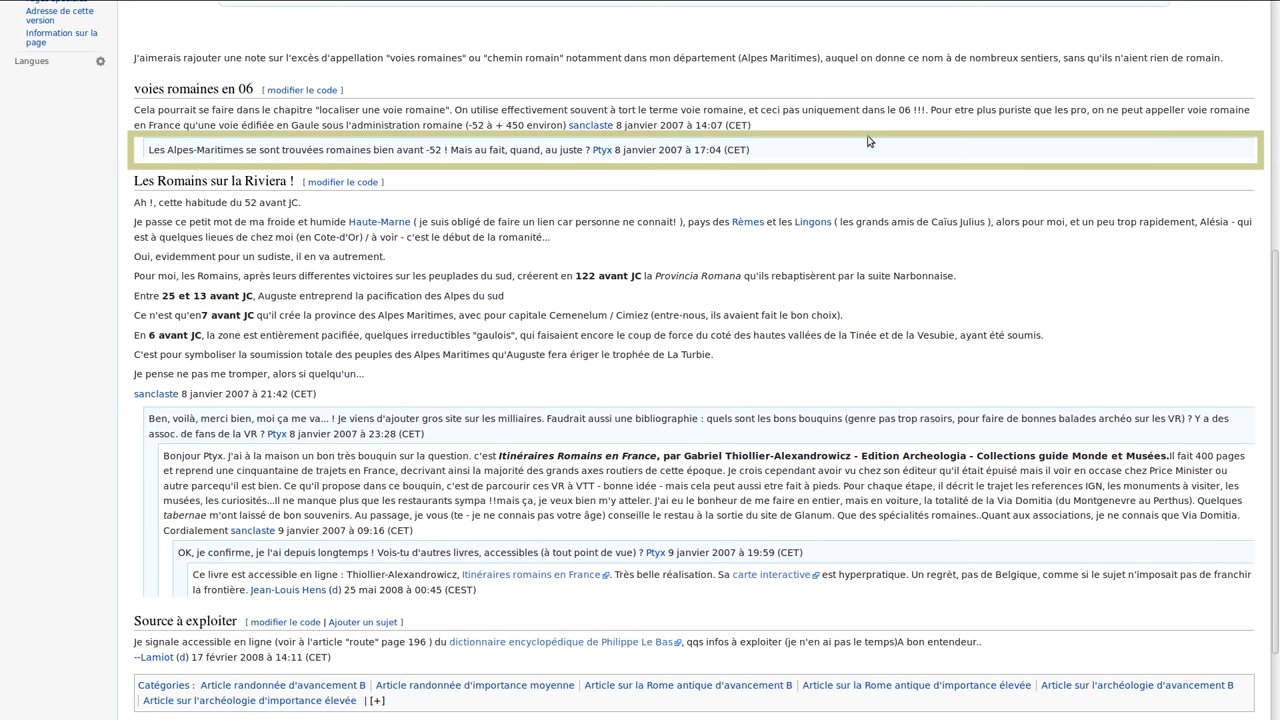 Adresse de cette
version
Information sur la
page
Langues
J'aimerais rajouter une note sur l'excès d'appellation "voies romaines" ou "chemin romain" notamment dans mon département (Alpes Maritimes), auquel on donne ce nom à de nombreux sentiers, sans qu'ils n'aient rien de romain.
voies romaines en 06 [ modifier le code ]
Cela pourrait se faire dans le chapitre "localiser une voie romaine". On utilise effectivement souvent à tort le terme voie romaine, et ceci pas uniquement dans le 06 !!!. Pour etre plus puriste que les pro, on ne peut appeller voie romaine
en France qu'une voie édifiée en Gaule sous l'administration romaine (-52 à + 450 environ) sanclaste 8 janvier 2007 à 14:07 (CET)
Les Alpes-Maritimes se sont trouvées romaines bien avant -52 ! Mais au fait, quand, au juste ? Ptyx 8 janvier 2007 à 17:04 (CET)
Les Romains sur la Riviera ! [ modifier le code ]
Ah !, cette habitude du 52 avant JC.
Je passe ce petit mot de ma froide et humide Haute-Marne ( je suis obligé de faire un lien car personne ne connait! ), pays des Rèmes et les Lingons ( les grands amis de Caïus Julius ), alors pour moi, et un peu trop rapidement, Alésia - qui
est à quelques lieues de chez moi (en Cote-d'Or) / à voir - c'est le début de la romanité...
Oui, evidemment pour un sudiste, il en va autrement.
Pour moi, les Romains, après leurs differentes victoires sur les peuplades du sud, créerent en 122 avant JC la Provincia Romana qu'ils rebaptisèrent par la suite Narbonnaise.
Entre 25 et 13 avant JC, Auguste entreprend la pacification des Alpes du sud
Ce n'est qu'en7 avant JC qu'il crée la province des Alpes Maritimes, avec pour capitale Cemenelum / Cimiez (entre-nous, ils avaient fait le bon choix).
En 6 avant JC, la zone est entièrement pacifiée, quelques irreductibles "gaulois", qui faisaient encore le coup de force du coté des hautes vallées de la Tinée et de la Vesubie, ayant été soumis.
C'est pour symboliser la soumission totale des peuples des Alpes Maritimes qu'Auguste fera ériger le trophée de La Turbie.
Je pense ne pas me tromper, alors si quelqu'un...
sanclaste 8 janvier 2007 à 21:42 (CET)
Ben, voilà, merci bien, moi ça me va... ! Je viens d'ajouter gros site sur les milliaires. Faudrait aussi une bibliographie : quels sont les bons bouquins (genre pas trop rasoirs, pour faire de bonnes balades archéo sur les VR) ? Y a des
assoc. de fans de la VR ? Ptyx 8 janvier 2007 à 23:28 (CET)
Bonjour Ptyx. J'ai à la maison un bon très bouquin sur la question. c'est Itinéraires Romains en France, par Gabriel Thiollier-Alexandrowicz - Edition Archeologia - Collections guide Monde et Musées.Il fait 400 pages
et reprend une cinquantaine de trajets en France, decrivant ainsi la majorité des grands axes routiers de cette époque. Je crois cependant avoir vu chez son éditeur qu'il était épuisé mais il voir en occase chez Price Minister ou
autre parcequ'il est bien. Ce qu'il propose dans ce bouquin, c'est de parcourir ces VR à VTT - bonne idée - mais cela peut aussi etre fait à pieds. Pour chaque étape, il décrit le trajet les references IGN, les monuments à visiter, les
musées, les curiosités...Il ne manque plus que les restaurants sympa !!mais ça, je veux bien m'y atteler. J'ai eu le bonheur de me faire en entier, mais en voiture, la totalité de la Via Domitia (du Montgenevre au Perthus). Quelques
tabernae m'ont laissé de bon souvenirs. Au passage, je vous (te - je ne connais pas votre âge) conseille le restau à la sortie du site de Glanum. Que des spécialités romaines..Quant aux associations, je ne connais que Via Domitia.
Cordialement sanclaste 9 janvier 2007 à 09:16 (CET)
OK, je confirme, je l'ai depuis longtemps ! Vois-tu d'autres livres, accessibles (à tout point de vue) ? Ptyx 9 janvier 2007 à 19:59 (CET)
Ce livre est accessible en ligne : Thiollier-Alexandrowicz, Itinéraires romains en France. Très belle réalisation. Sa carte interactive est hyperpratique. Un regrèt, pas de Belgique, comme si le sujet n'imposait pas de franchir
la frontière. Jean-Louis Hens (d) 25 mai 2008 à 00:45 (CEST)
Source à exploiter [ modifier le code | Ajouter un sujet ]
Je signale accessible en ligne (voir à l'article "route" page 196 ) du dictionnaire encyclopédique de Philippe Le Bas, qqs infos à exploiter (je n'en ai pas le temps)A bon entendeur..
--Lamiot (d) 17 février 2008 à 14:11 (CET)
Catégories : Article randonnée d'avancement B | Article randonnée d'importance moyenne | Article sur la Rome antique d'avancement B | Article sur la Rome antique d'importance élevée | Article sur l'archéologie d'avancement B
Article sur l'archéologie d'importance élevée | [+]